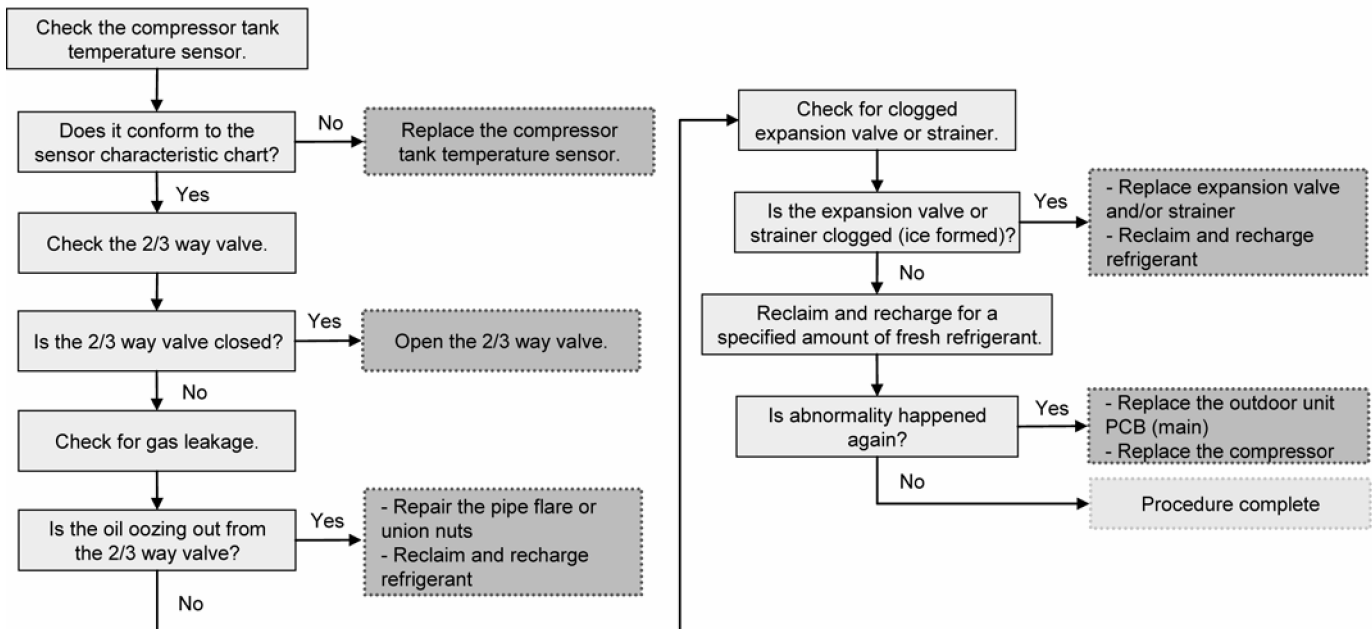 Check the compressor tank
temperature sensor.
Does it conform to the
sensor characteristic chart?
No
Replace the compressor
tank temperature sensor.
Yes
Check the 2/3 way valve.
Is the 2/3 way valve closed?
Yes
Open the 2/3 way valve.
No
Check for gas leakage.
Is the oil oozing out from
the 2/3 way valve?
Yes
- Repair the pipe flare or
union nuts
- Reclaim and recharge
refrigerant
No
Check for clogged
expansion valve or strainer.
Is the expansion valve or
strainer clogged (ice formed)?
Yes
- Replace expansion valve
and/or strainer
- Reclaim and recharge
refrigerant
No
Reclaim and recharge for a
specified amount of fresh refrigerant.
Is abnormality happened
again?
Yes
- Replace the outdoor unit
PCB (main)
- Replace the compressor
No
Procedure complete